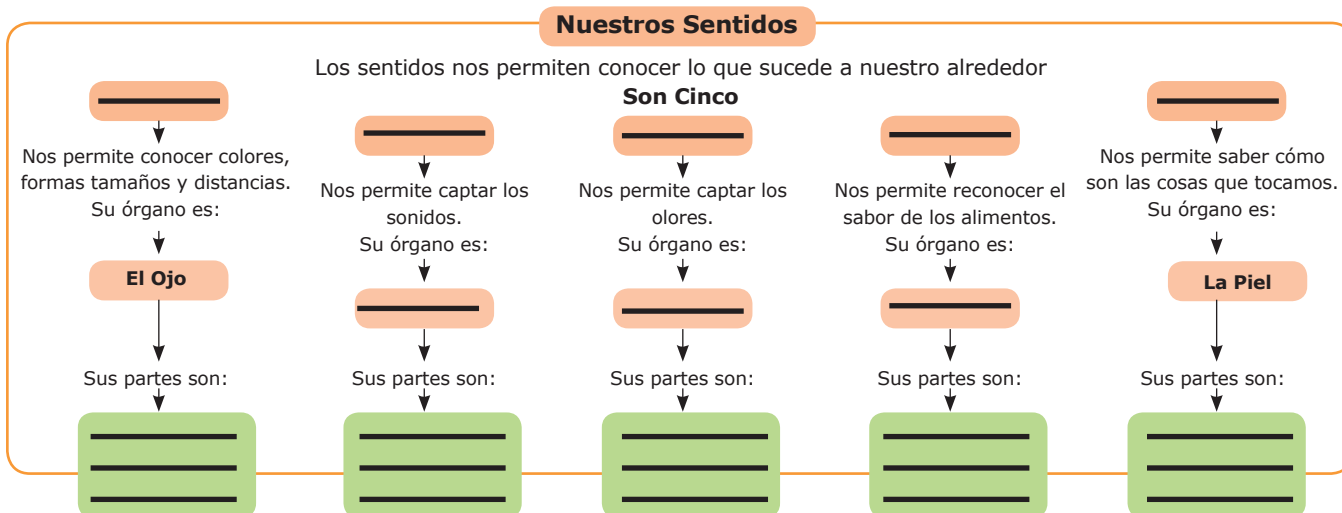 Nuestros Sentidos
Los sentidos nos permiten conocer lo que sucede a nuestro alrededor
Son Cinco
Nos permite conocer colores,
formas tamaños y distancias.
Su órgano es:
El Ojo
Sus partes son:
Nos permite captar los
sonidos.
Su órgano es:
Sus partes son:
Nos permite captar los
olores.
Su órgano es:
Sus partes son:
Nos permite reconocer el
sabor de los alimentos.
Su órgano es:
Sus partes son:
Nos permite saber cómo
son las cosas que tocamos.
Su órgano es:
La Piel
Sus partes son: